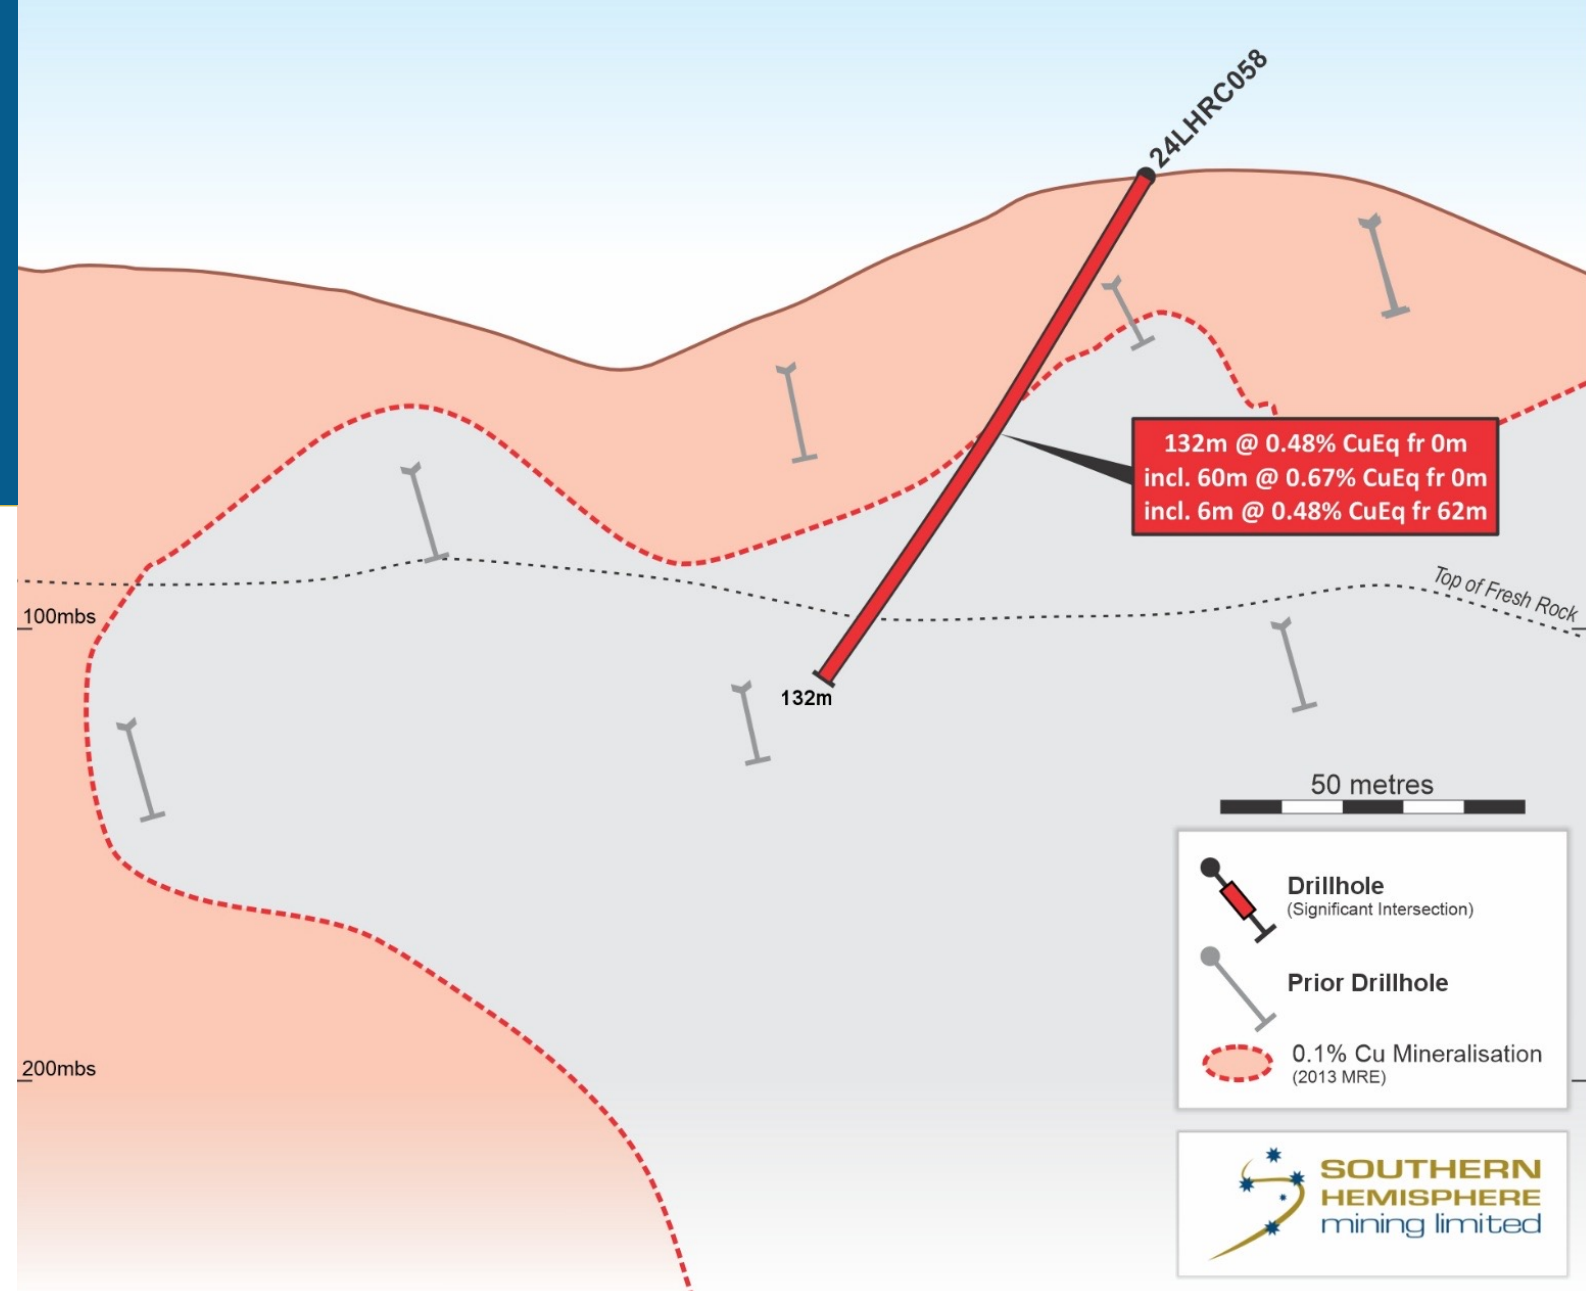 24LHRC058
132m @ 0.48% CuEq fr 0m
incl. 60m @ 0.67% CuEq fr 0m
incl. 6m @ 0.48% CuEq fr 62m
Top of Fresh Rock
100mbs
132m
50 metres
Drillhole
(Significant Intersection)
Prior Drillhole
0.1% Cu Mineralisation
(2013 MRE)
200mbs
SOUTHERN
HEMISPHERE
mining limited